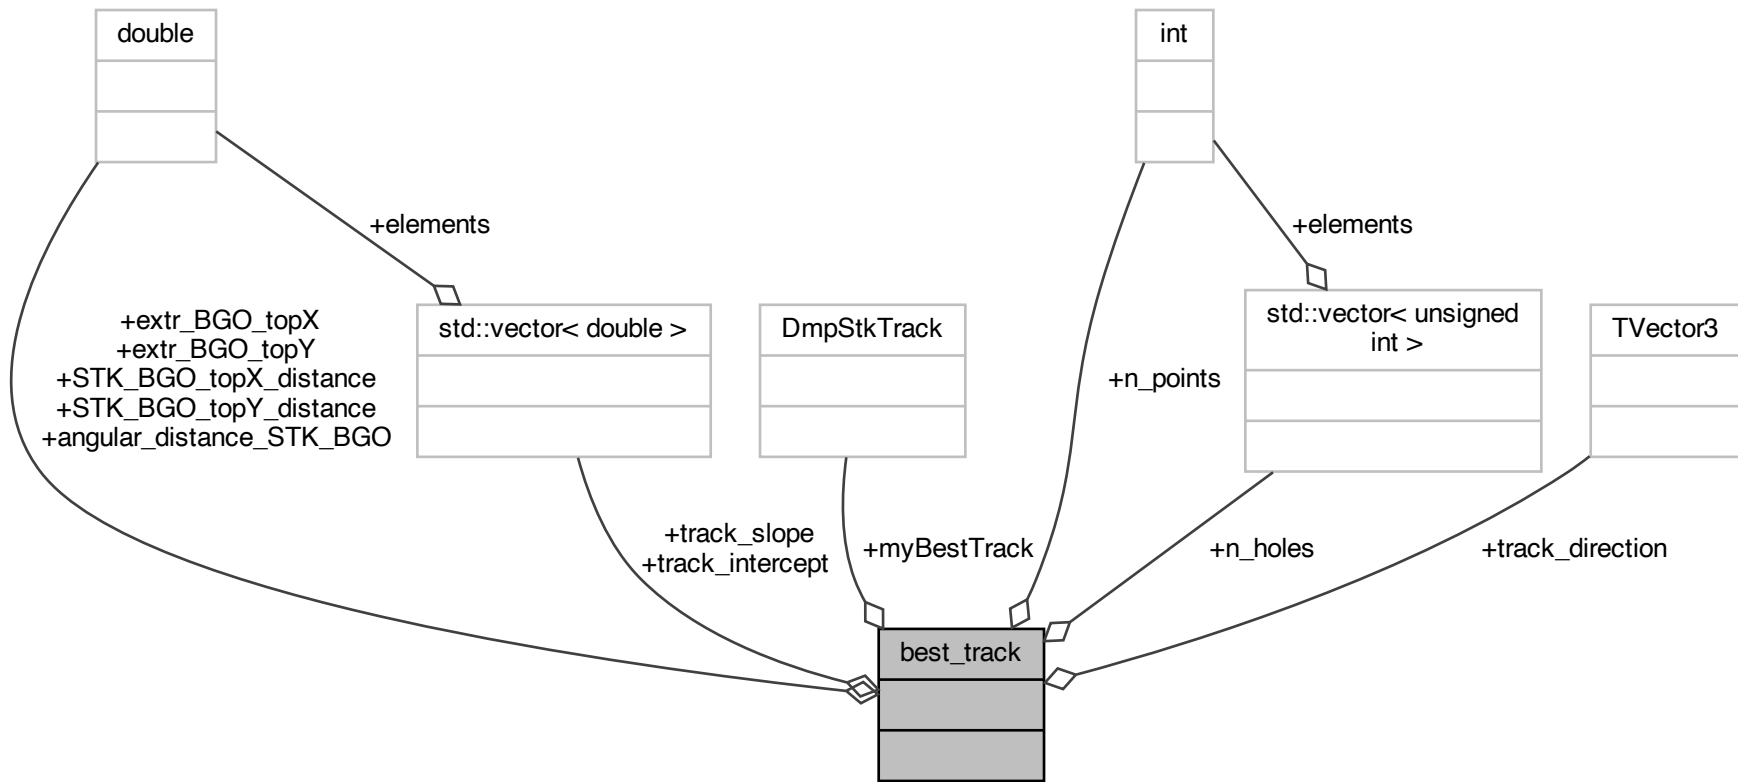 double
int
+elements
+elements
+extr_BGO_topX
+extr_BGO_topY
+STK_BGO_topX_distance
+STK_BGO_topY_distance
+angular_distance_STK_BGO
std::vector< double >
DmpStkTrack
+n_points
std::vector< unsigned
int >
TVector3
+track_slope
+track_intercept
+myBestTrack
+n_holes
+track_direction
best_track